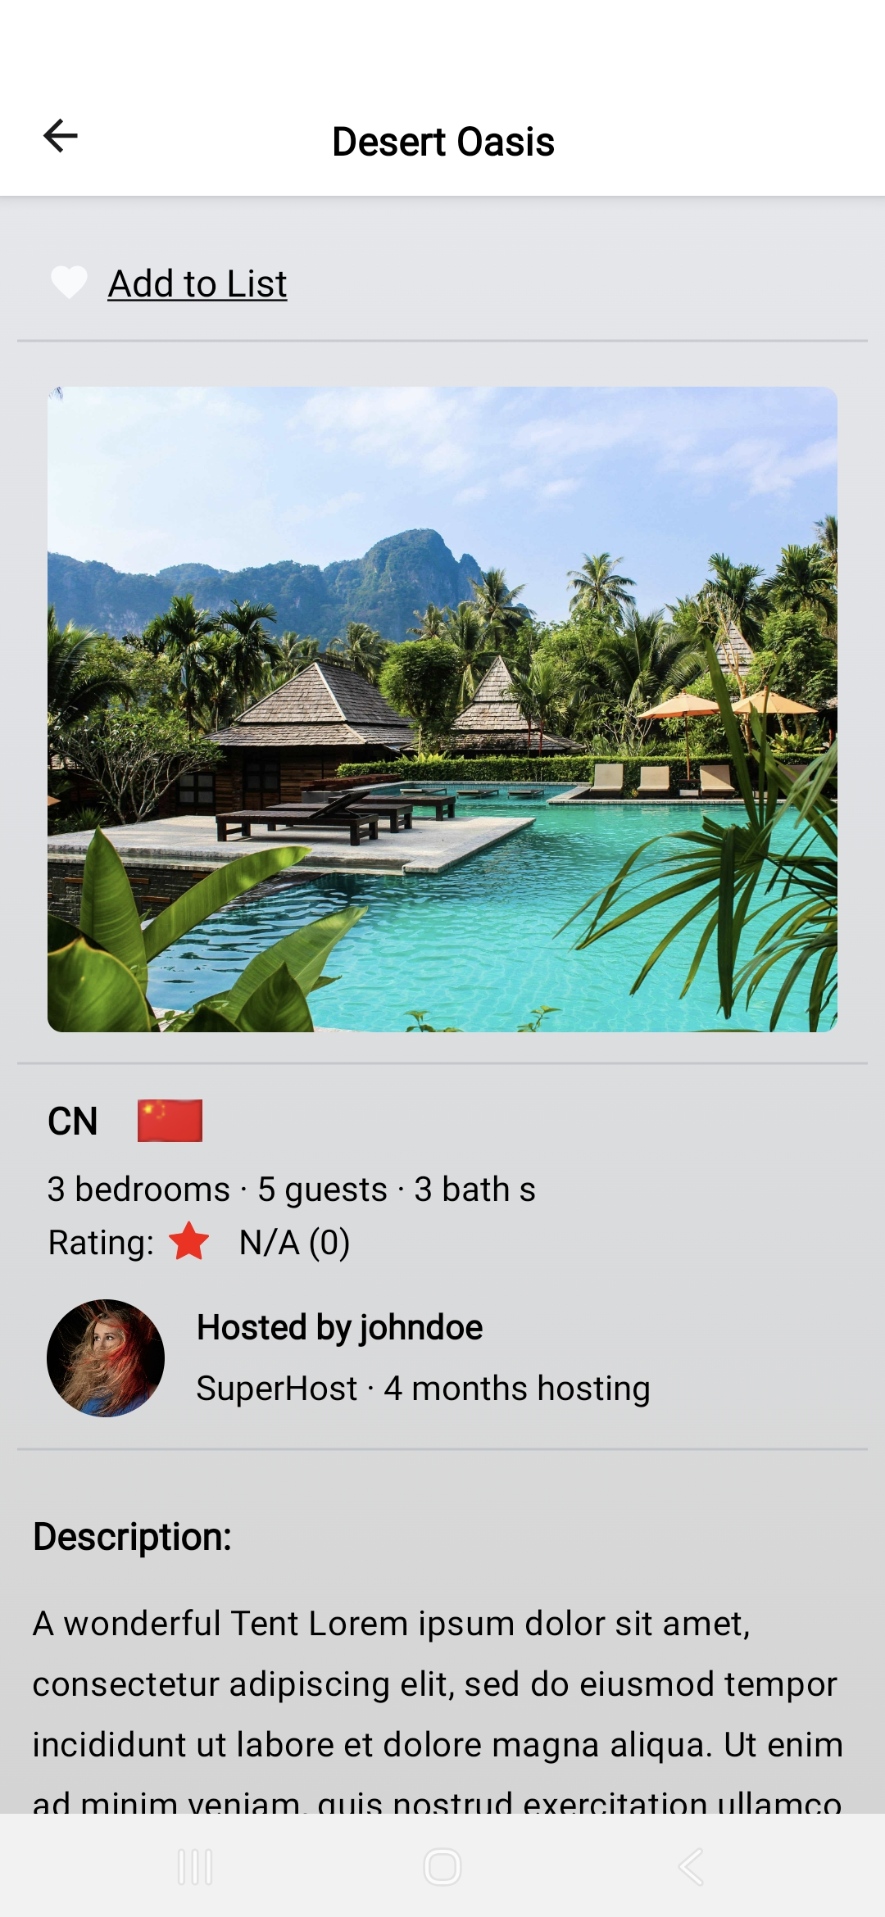 Desert Oasis
Add to List
CN
3 bedrooms · 5 guests · 3 bath s
Rating: N/A (0)
Hosted by johndoe
SuperHost · 4 months hosting
Description:
A wonderful Tent Lorem ipsum dolor sit amet,
consectetur adipiscing elit, sed do eiusmod tempor
incididunt ut labore et dolore magna aliqua. Ut enim
ad minim veniam, quis nostrud exercitation ullamco